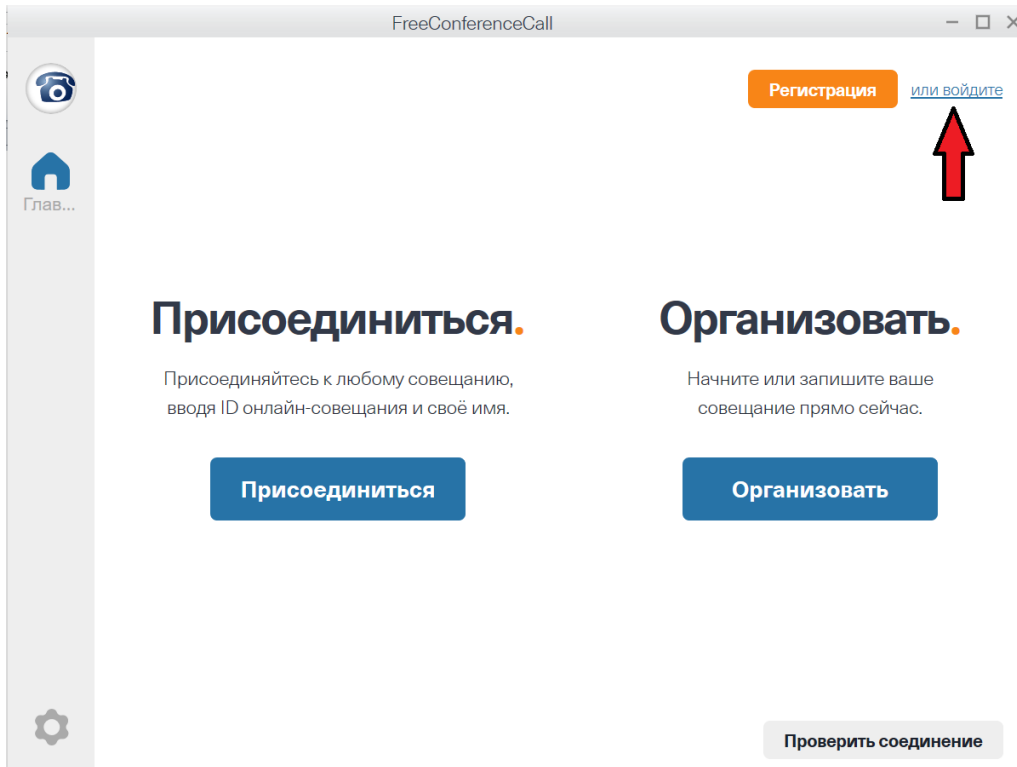 FreeConferenceCall
Регистрация или войдите
Глав...
Присоединиться.
Присоединяйтесь к любому совещанию,
вводя ID онлайн-совещания и своё имя.
Присоединиться
Организовать.
Начните или запишите ваше
совещание прямо сейчас.
Организовать
Проверить соединение